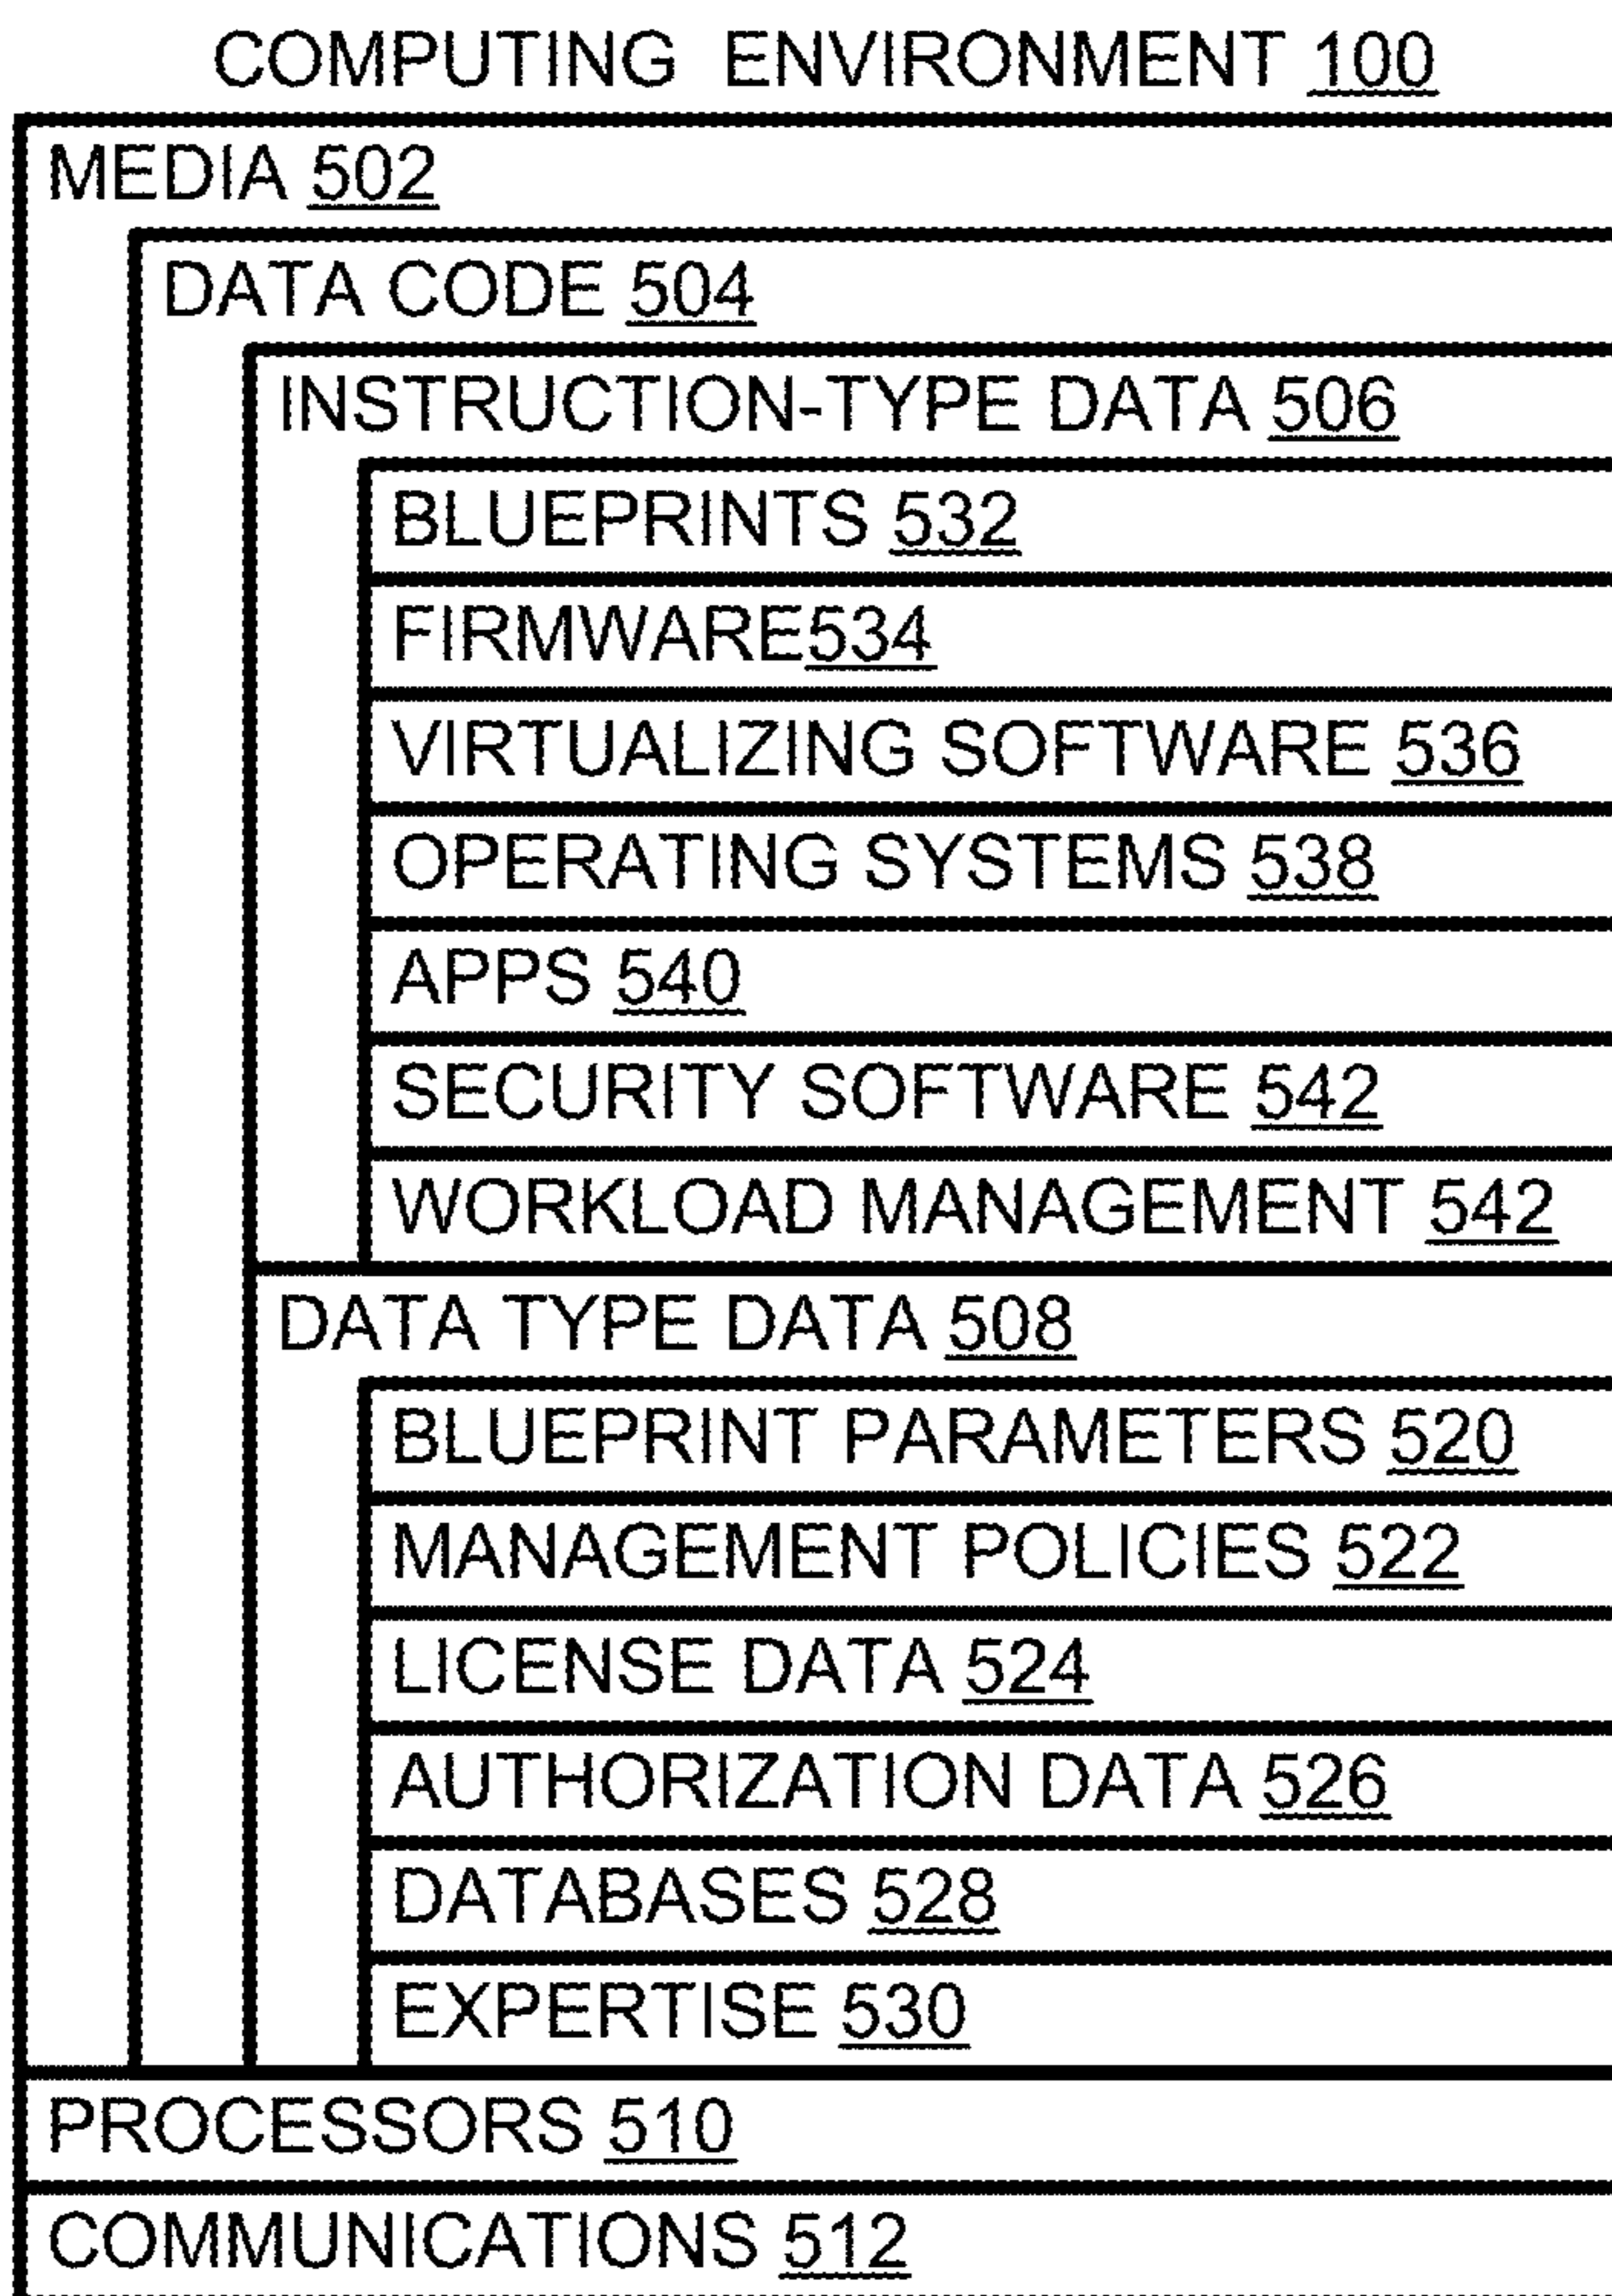 COMPUTING ENVIRONMENT 100
MEDIA 502
DATA CODE 504
INSTRUCTION-TYPE DATA 506
BLUEPRINTS 532
FIRMWARE534
VIRTUALIZING SOFTWARE 536
OPERATING SYSTEMS 538
APPS 540
SECURITY SOFTWARE 542
WORKLOAD MANAGEMENT 542
DATA TYPE DATA 508
BLUEPRINT PARAMETERS 520
MANAGEMENT POLICIES 522
LICENSE DATA 524
AUTHORIZATION DATA 526
DATABASES 528
EXPERTISE 530
PROCESSORS 510
COMMUNICATIONS 512